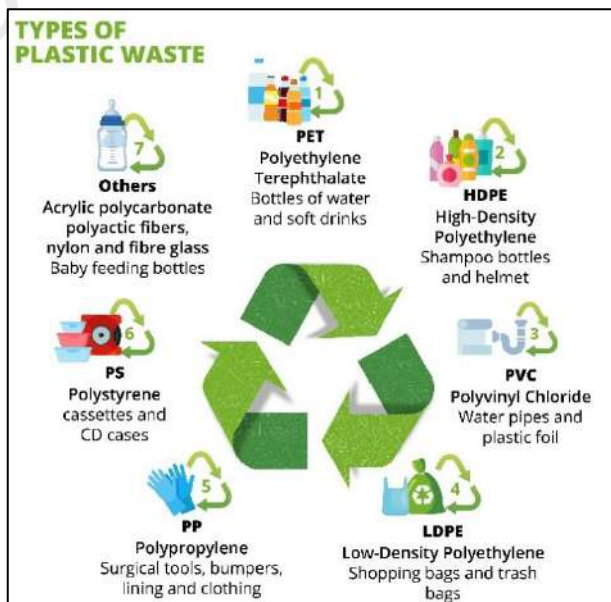 TYPES OF
PLASTIC WASTE
1
PET
Polyethylene
Terephthalate
Bottles of water
and soft drinks
2
HDPE
High-Density
Polyethylene
Shampoo bottles
and helmet
3
PVC
Polyvinyl Chloride
Water pipes and
plastic foil
4
LDPE
Low-Density Polyethylene
Shopping bags and trash
bags
5
PP
Polypropylene
Surgical tools, bumpers,
lining and clothing
6
PS
Polystyrene
cassettes and
CD cases
7
Others
Acrylic polycarbonate
polyactic fibers,
nylon and fibre glass
Baby feeding bottles